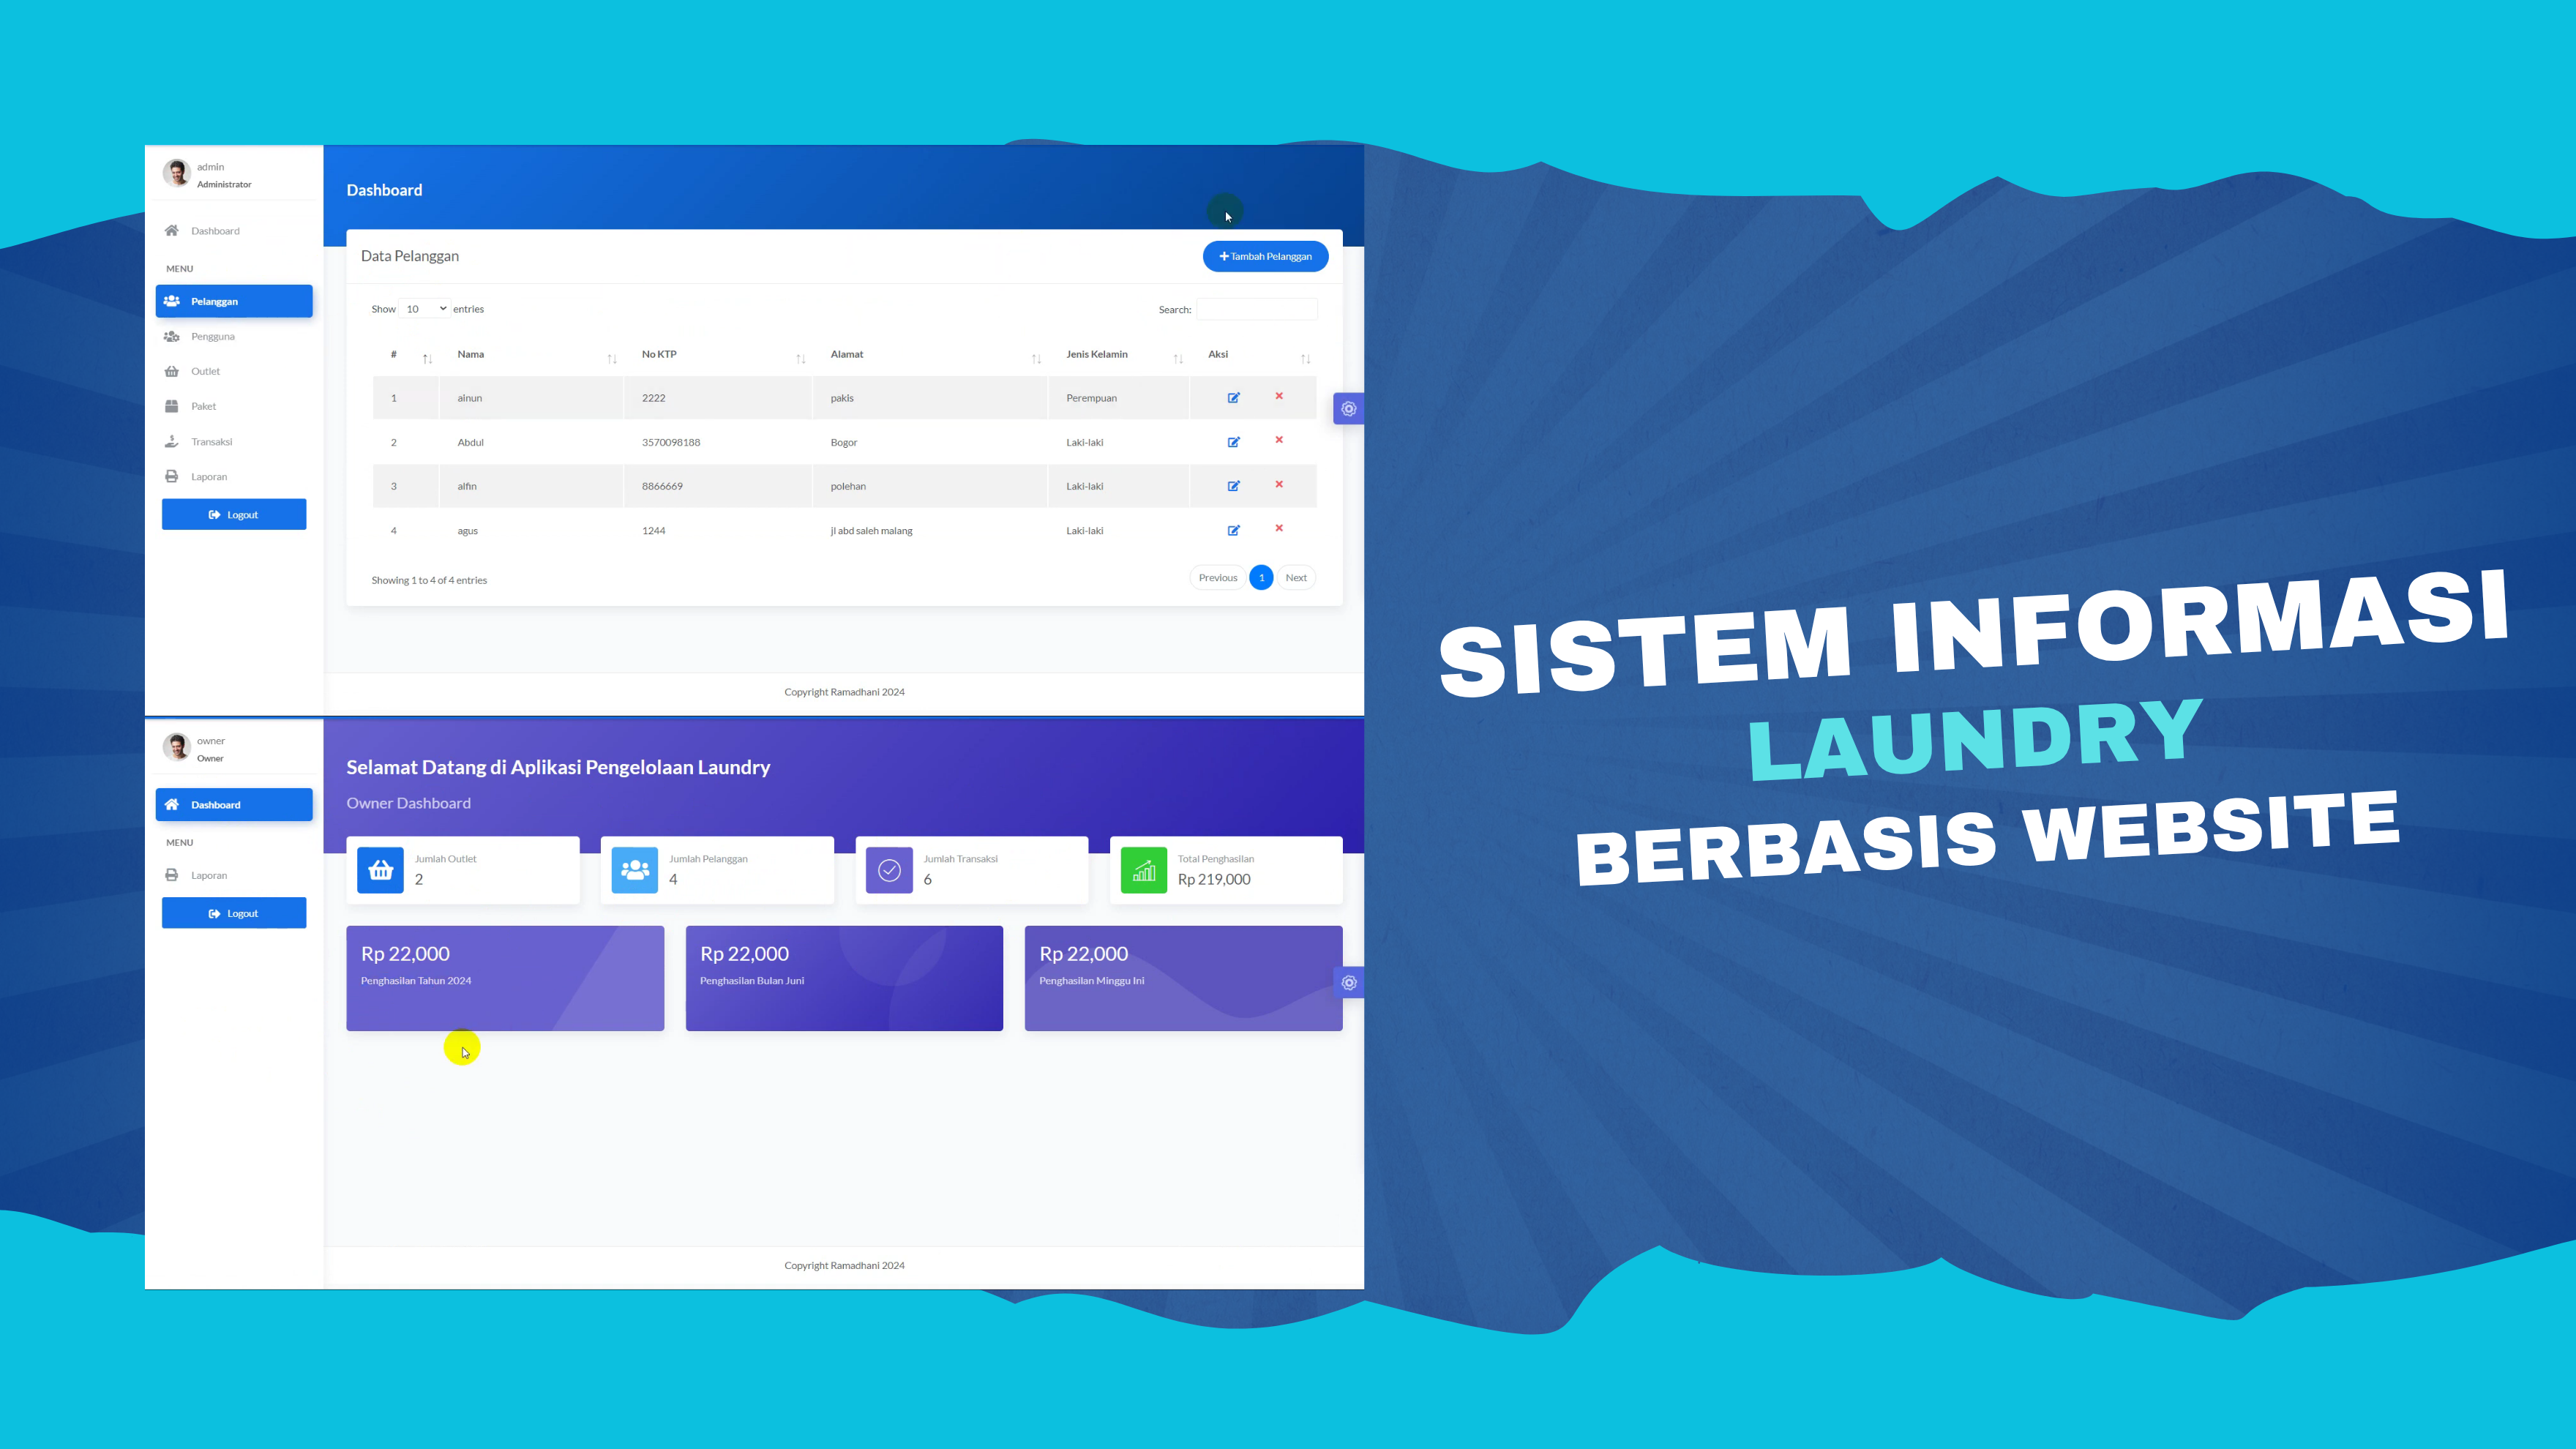 admin
Administrator
Dashboard
MENU
Pelanggan
Pengguna
Outlet
Paket
Transaksi
Laporan
Logout
Dashboard
Data Pelanggan
Tambah Pelanggan
Show 10 entries
Search:
# Nama No KTP Alamat Jenis Kelamin Aksi
1 ainun 2222 pakis Perempuan
2 Abdul 3570098188 Bogor Laki-laki
3 alfin 8866669 polehan Laki-laki
4 agus 1244 jl abd saleh malang Laki-laki
Showing 1 to 4 of 4 entries
Previous 1 Next
Copyright Ramadhani 2024
owner
Owner
Dashboard
MENU
Laporan
Logout
Selamat Datang di Aplikasi Pengelolaan Laundry
Owner Dashboard
Jumlah Outlet
2
Jumlah Pelanggan
4
Jumlah Transaksi
6
Total Penghasilan
Rp 219,000
Rp 22,000
Penghasilan Tahun 2024
Rp 22,000
Penghasilan Bulan Juni
Rp 22,000
Penghasilan Minggu Ini
Copyright Ramadhani 2024
SISTEM INFORMASI
LAUNDRY
BERBASIS WEBSITE